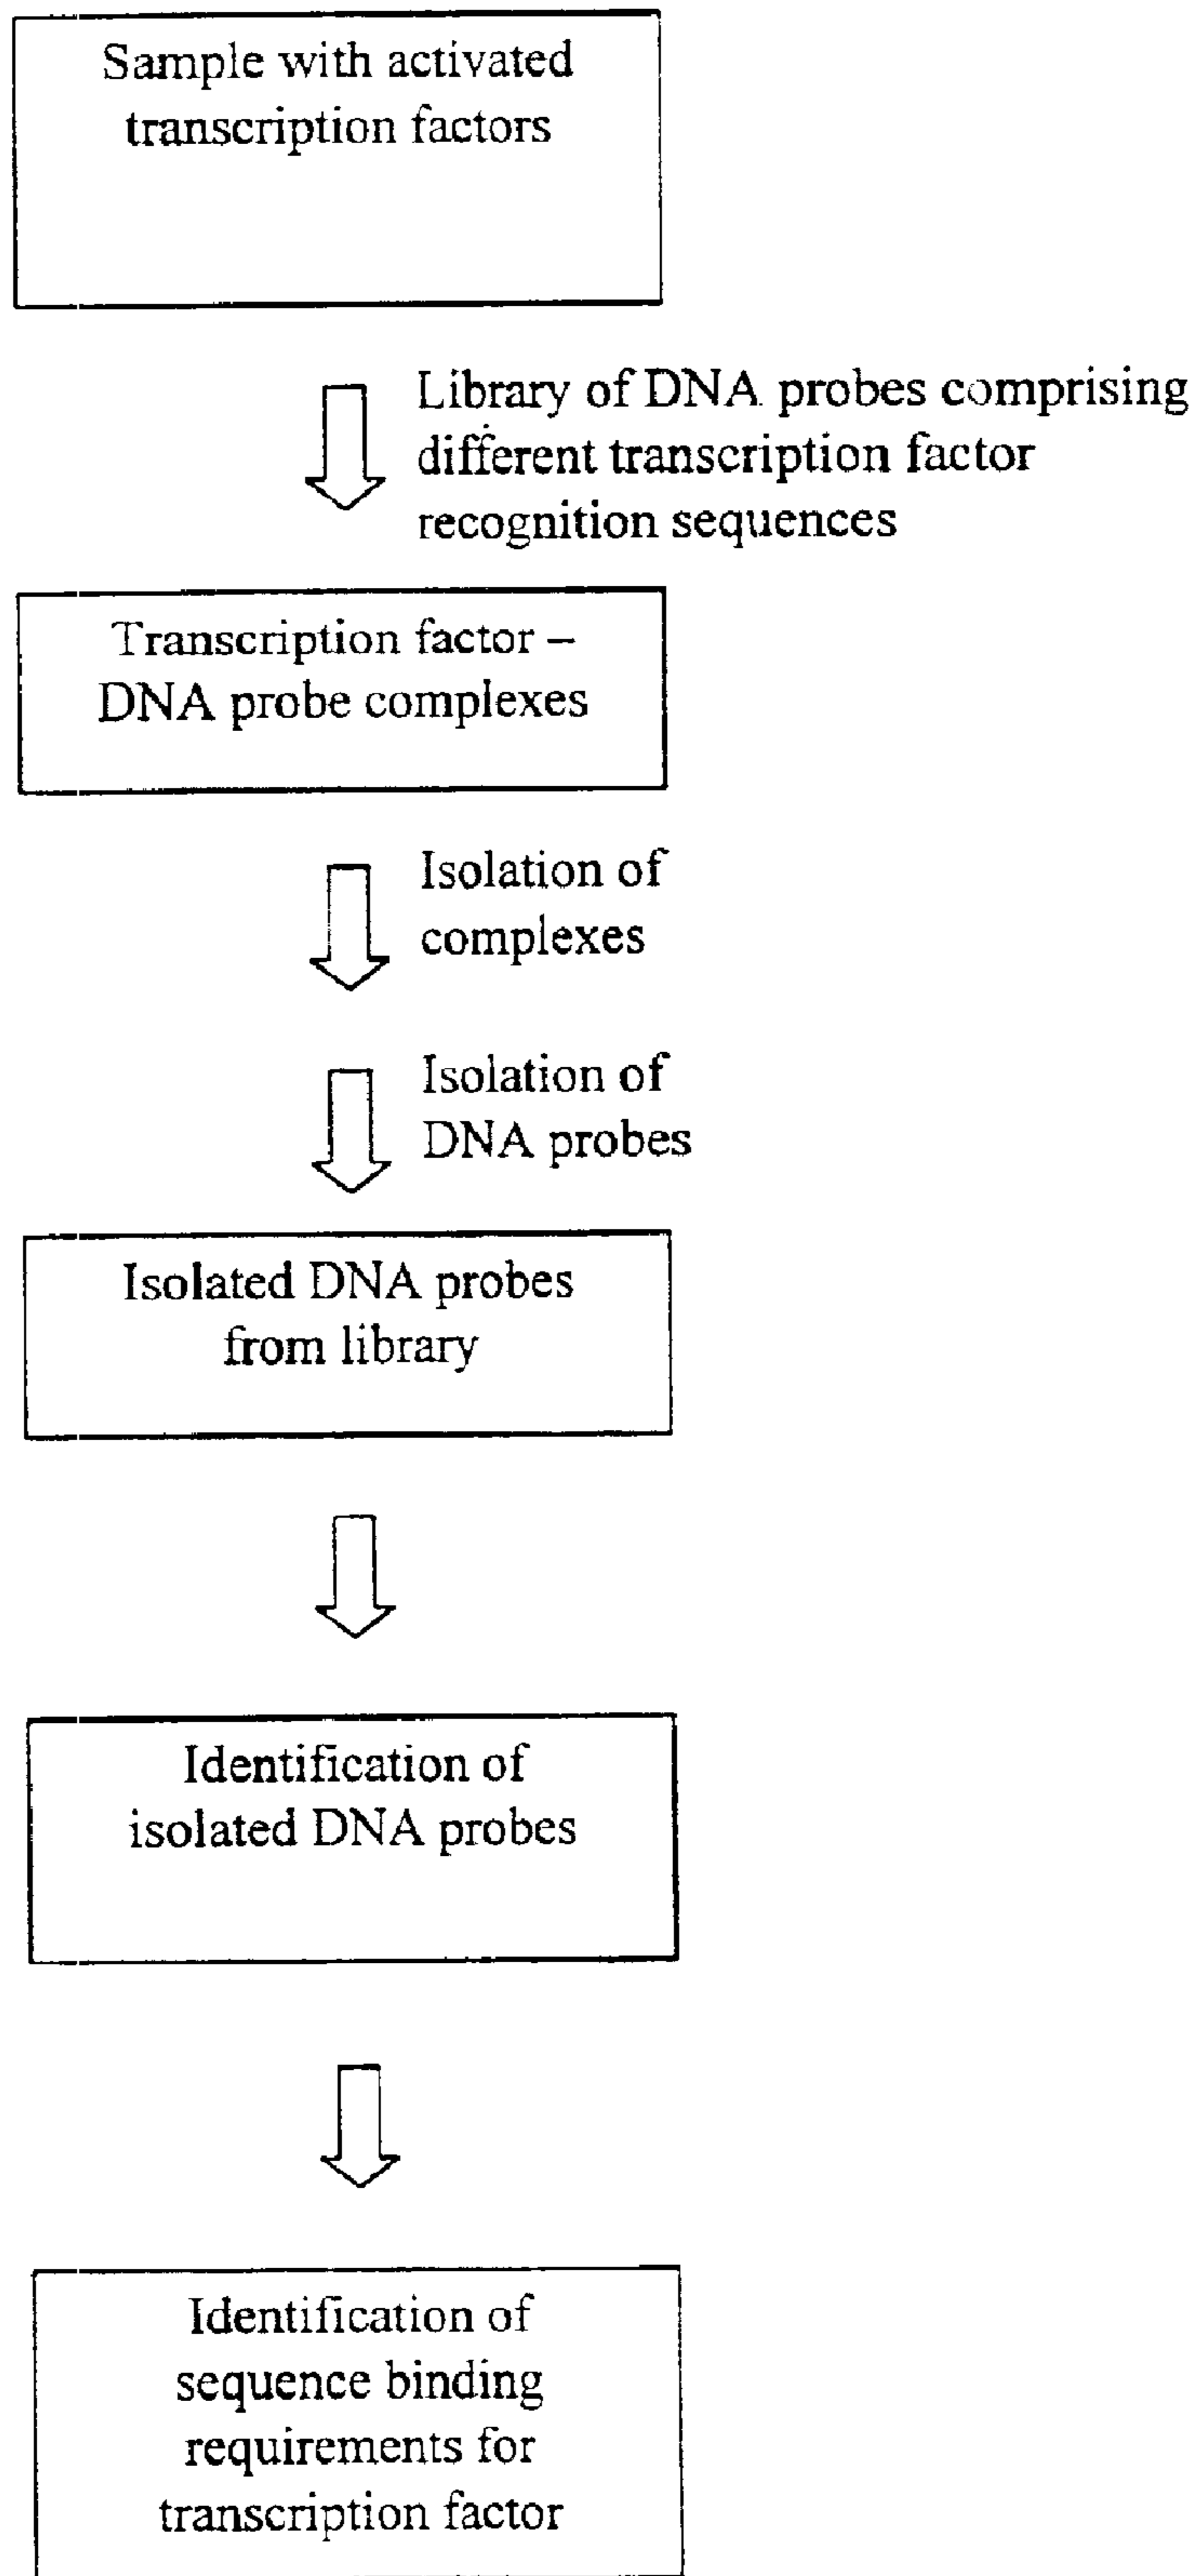 Sample with activated
transcription factors
Library of DNA probes comprising
different transcription factor
recognition sequences
Transcription factor –
DNA probe complexes
Isolation of
complexes
Isolation of
DNA probes
Isolated DNA probes
from library
Identification of
isolated DNA probes
Identification of
sequence binding
requirements for
transcription factor